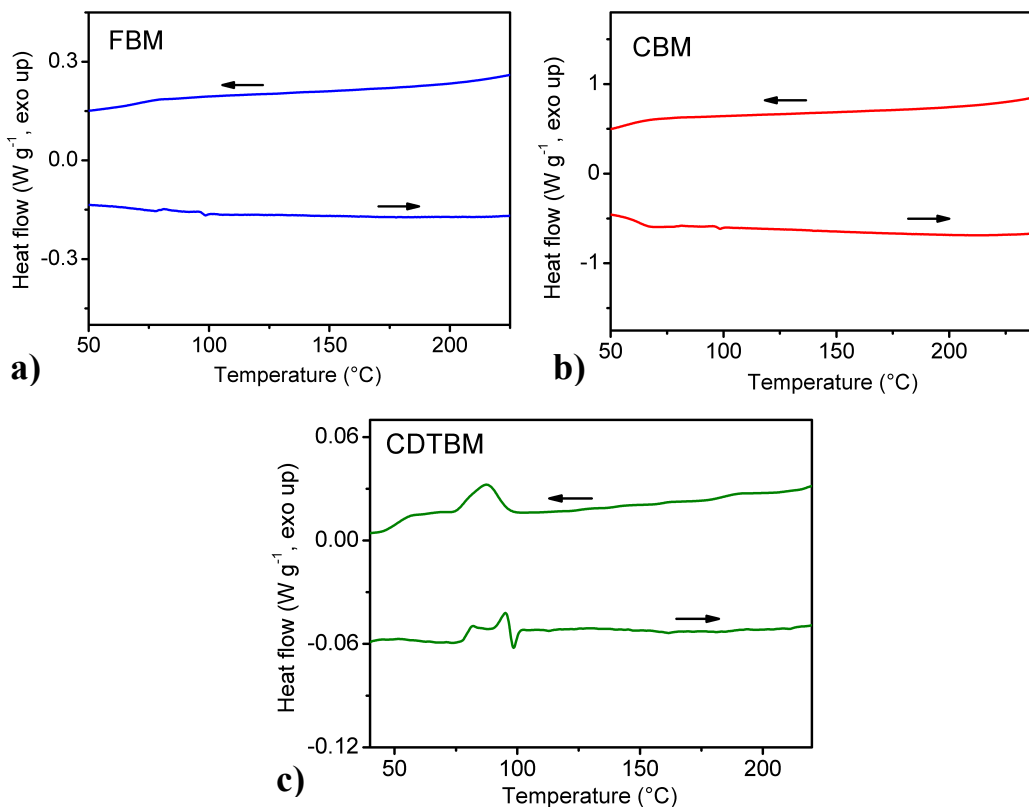 FBM
Heat flow (W g⁻¹, exo up)
0.3
0.0
-0.3
50 100 150 200
Temperature (°C)
a)
CBM
Heat flow (W g⁻¹, exo up)
1
0
-1
50 100 150 200
Temperature (°C)
b)
CDTBM
Heat flow (W g⁻¹, exo up)
0.06
0.00
-0.06
-0.12
50 100 150 200
Temperature (°C)
c)